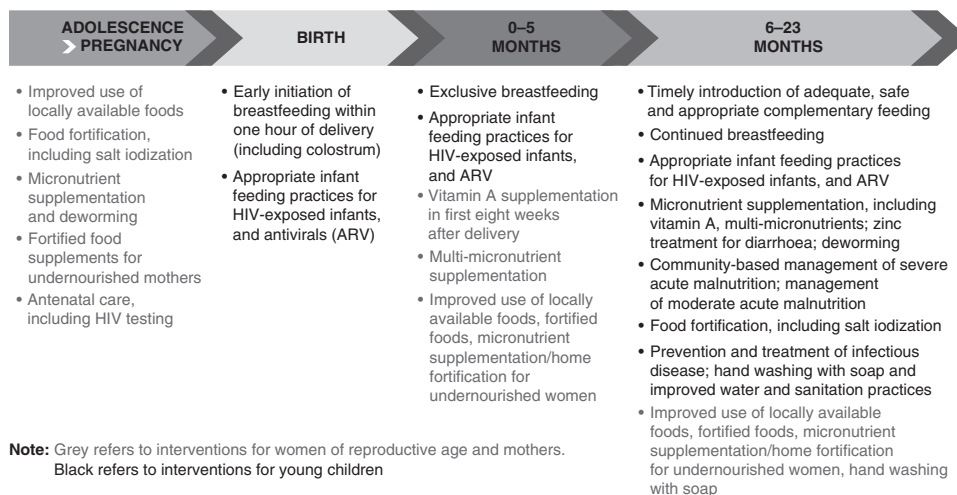 ADOLESCENCE
PREGNANCY
BIRTH
0–5
MONTHS
6–23
MONTHS
• Improved use of
locally available foods
• Food fortification,
including salt iodization
• Micronutrient
supplementation
and deworming
• Fortified food
supplements for
undernourished mothers
• Antenatal care,
including HIV testing
• Early initiation of
breastfeeding within
one hour of delivery
(including colostrum)
• Appropriate infant
feeding practices for
HIV-exposed infants,
and antivirals (ARV)
• Exclusive breastfeeding
• Appropriate infant
feeding practices for
HIV-exposed infants,
and ARV
• Vitamin A supplementation
in first eight weeks
after delivery
• Multi-micronutrient
supplementation
• Improved use of locally
available foods, fortified
foods, micronutrient
supplementation/home
fortification for
undernourished women
• Timely introduction of adequate, safe
and appropriate complementary feeding
• Continued breastfeeding
• Appropriate infant feeding practices
for HIV-exposed infants, and ARV
• Micronutrient supplementation, including
vitamin A, multi-micronutrients; zinc
treatment for diarrhoea; deworming
• Community-based management of severe
acute malnutrition; management
of moderate acute malnutrition
• Food fortification, including salt iodization
• Prevention and treatment of infectious
disease; hand washing with soap and
improved water and sanitation practices
• Improved use of locally available
foods, fortified foods, micronutrient
supplementation/home fortification
for undernourished women, hand washing
with soap
Note: Grey refers to interventions for women of reproductive age and mothers.
Black refers to interventions for young children